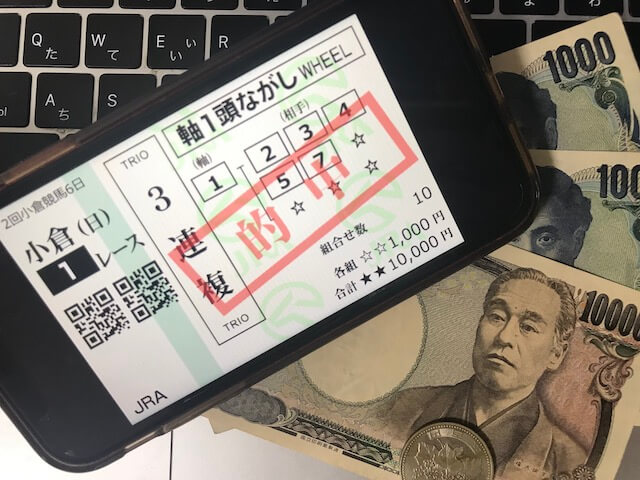 Q
た
W
て
E
い
ぃ
R
A
ち
S
2回小倉競馬6日
小倉(日)
1レース
JRA
TRIO
3連複
TRIO
軸1頭ながし WHEEL
(軸) (相手)
1 - 2 3 4
5 7 ☆
☆ ☆ ☆
的中
組合せ数 10
各組 ☆☆1,000円
合計 ★★10,000円
1000
1000
10000